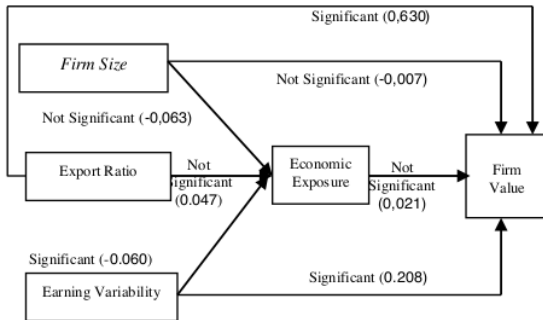 Significant (0,630)
Firm Size
Not Significant (-0,007)
Not Significant (-0,063)
Export Ratio
Not
Significant
(0.047)
Economic
Exposure
Not
Significant
(0,021)
Firm
Value
Significant (-0.060)
Earning Variability
Significant (0.208)